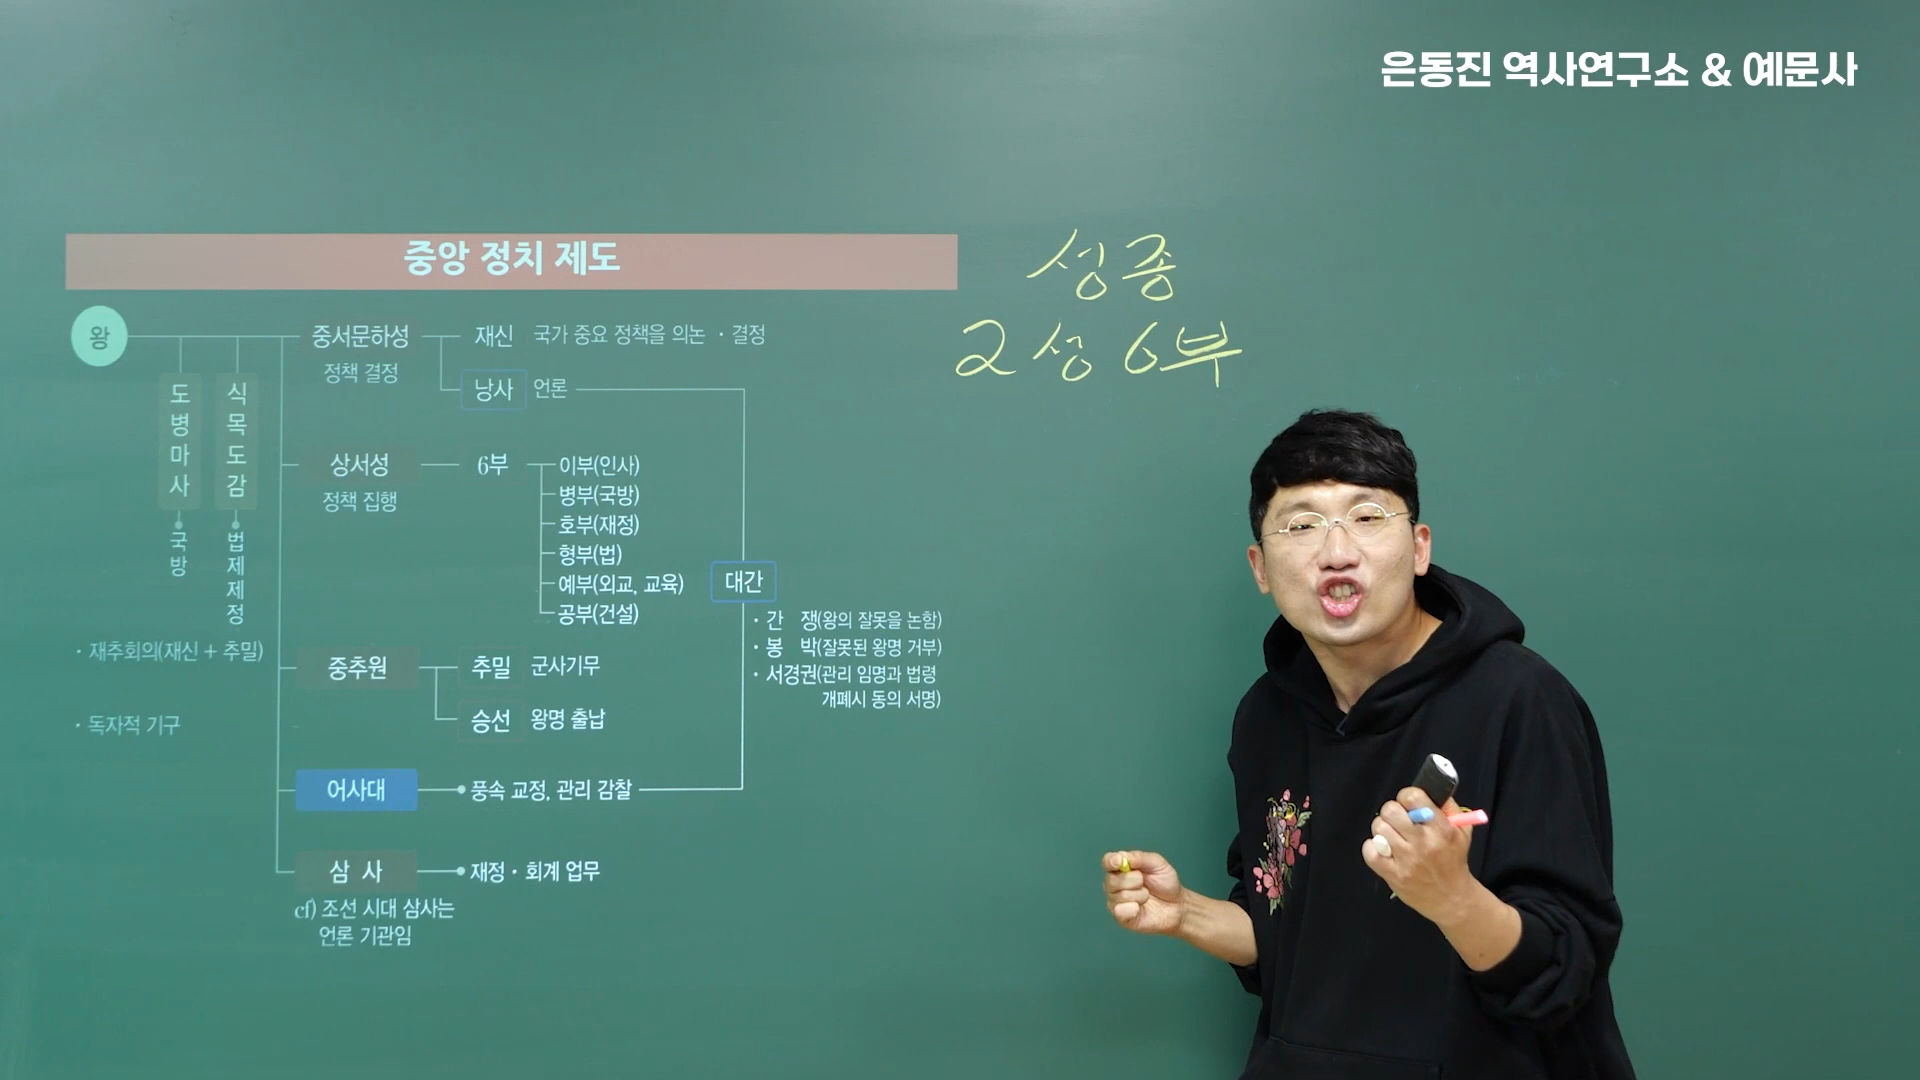 은동진 역사연구소 & 예문사
중앙 정치 제도
성종
2성 6부
왕
중서문하성
정책 결정
재신 국가 중요 정책을 의논 · 결정
낭사 언론
도병마사
국방
식목도감
법제제정
· 재추회의(재신 + 추밀)
· 독자적 기구
상서성
정책 집행
6부
이부(인사)
병부(국방)
호부(재정)
형부(법)
예부(외교, 교육)
공부(건설)
대간
· 간 쟁(왕의 잘못을 논함)
· 봉 박(잘못된 왕명 거부)
· 서경권(관리 임명과 법령
개폐시 동의 서명)
중추원
추밀 군사기무
승선 왕명 출납
어사대
풍속 교정, 관리 감찰
삼 사
재정 · 회계 업무
cf) 조선 시대 삼사는
언론 기관임